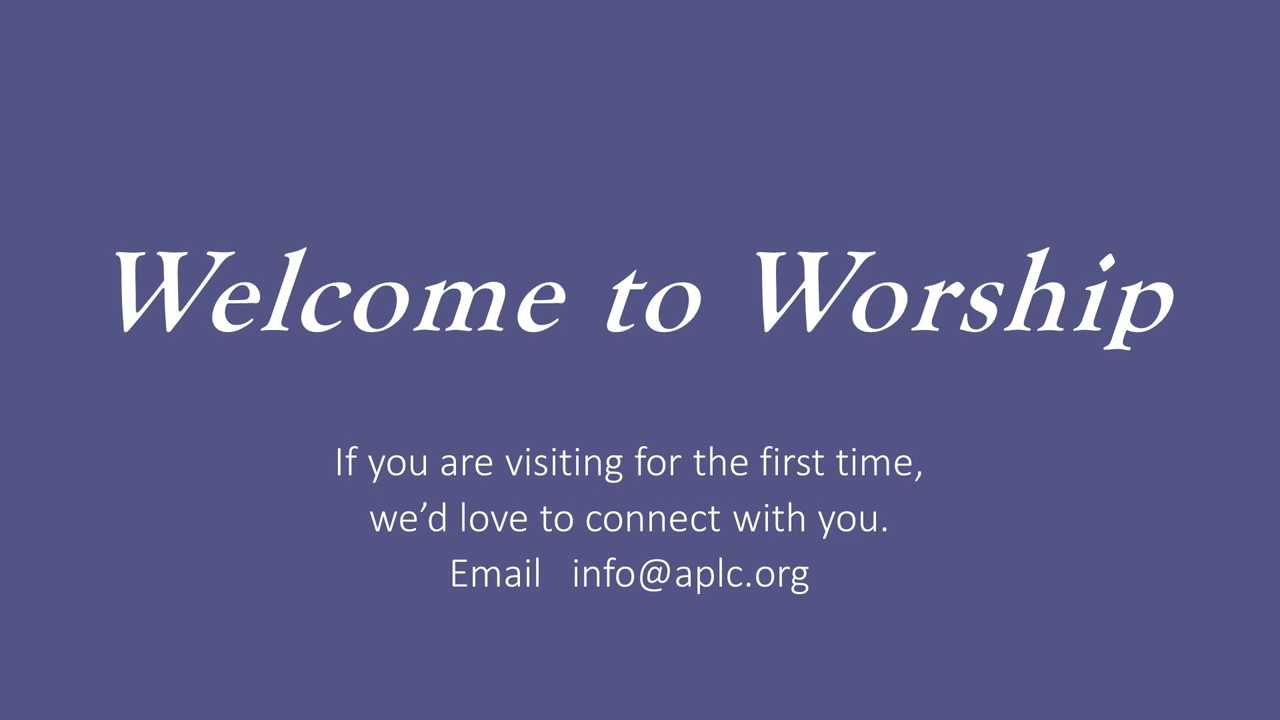 Welcome to Worship
If you are visiting for the first time,
we’d love to connect with you.
Email info@aplc.org